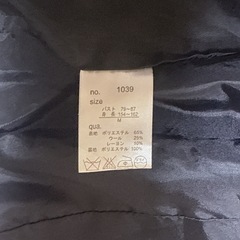 no. 1039
size
バスト 79〜87
身長 154〜162
M
qua.
表地 ポリエステル 65%
ウール 25%
レーヨン 10%
裏地 ポリエステル 100%